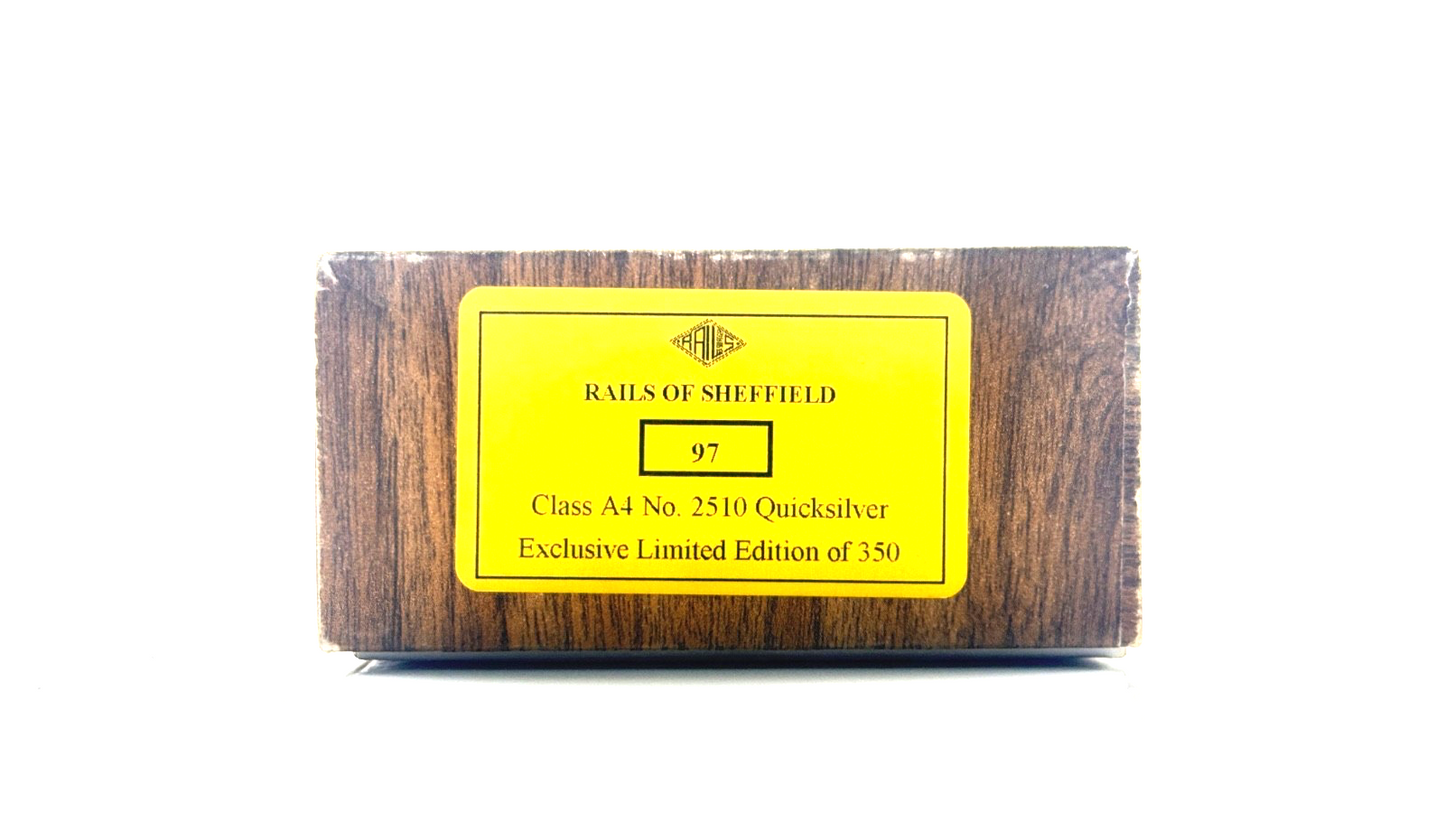 RAILS
RAILS OF SHEFFIELD
97
Class A4 No. 2510 Quicksilver
Exclusive Limited Edition of 350